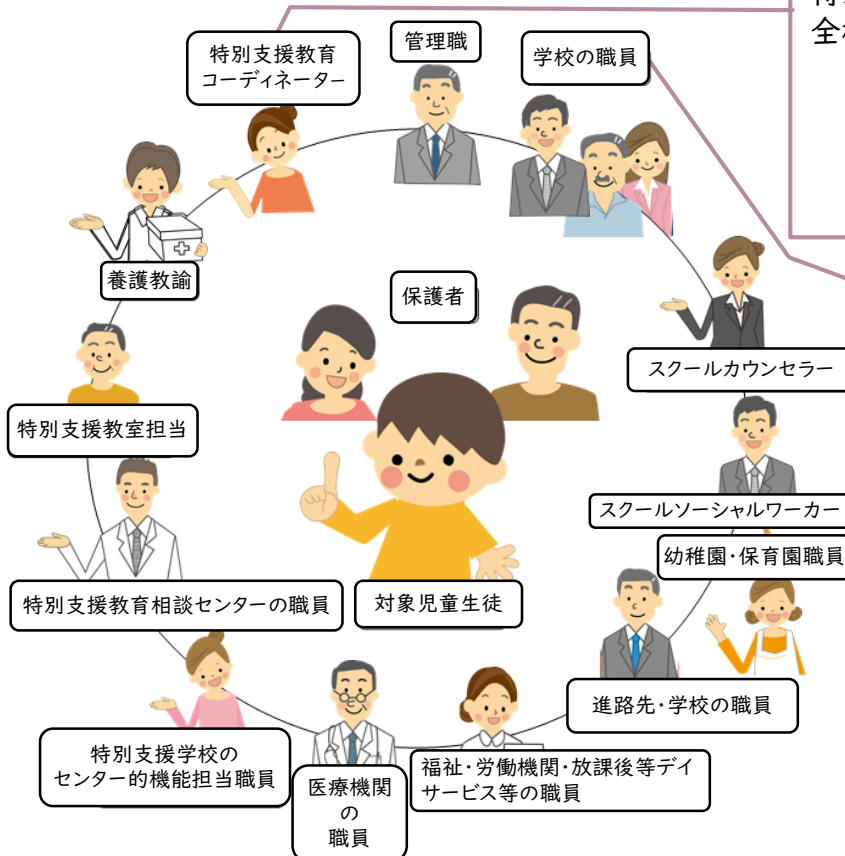 全
特別支援教育
コーディネーター
管理職
学校の職員
養護教諭
保護者
スクールカウンセラー
特別支援教室担当
スクールソーシャルワーカー
幼稚園・保育園職員
特別支援教育相談センターの職員
対象児童生徒
進路先・学校の職員
特別支援学校の
センター的機能担当職員
医療機関
の
職員
福祉・労働機関・放課後等デイ
サービス等の職員